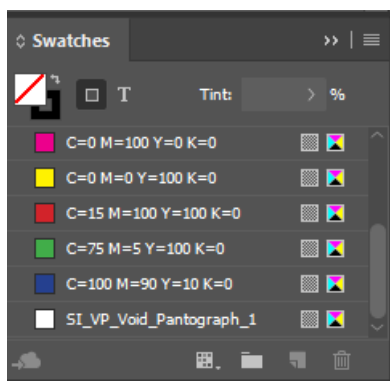 Swatches
T Tint: %
C=0 M=100 Y=0 K=0
C=0 M=0 Y=100 K=0
C=15 M=100 Y=100 K=0
C=75 M=5 Y=100 K=0
C=100 M=90 Y=10 K=0
SI_VP_Void_Pantograph_1